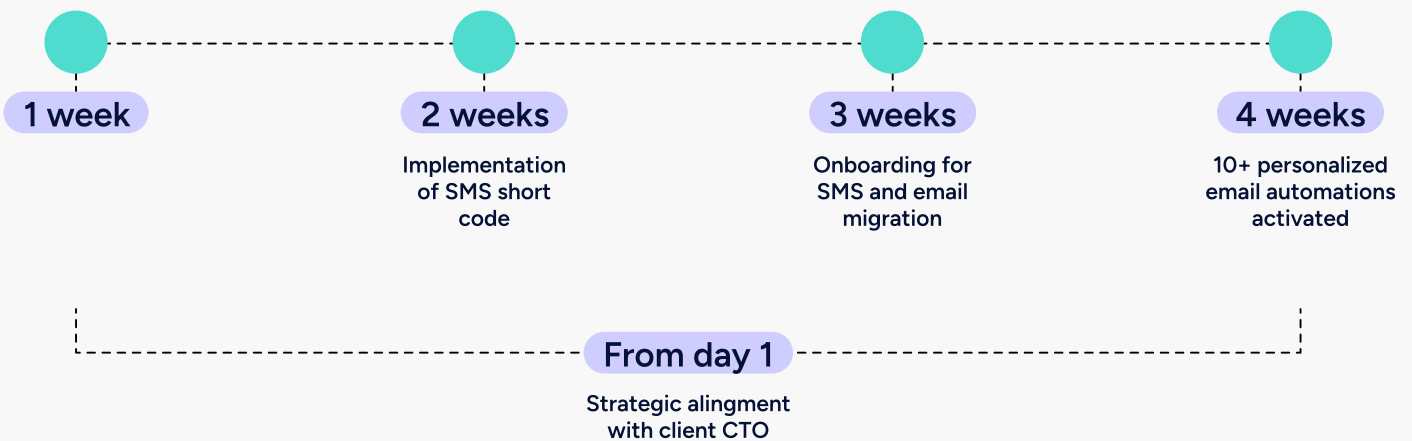 1 week
2 weeks
3 weeks
4 weeks
Implementation
of SMS short
code
Onboarding for
SMS and email
migration
10+ personalized
email automations
activated
From day 1
Strategic alingment
with client CTO